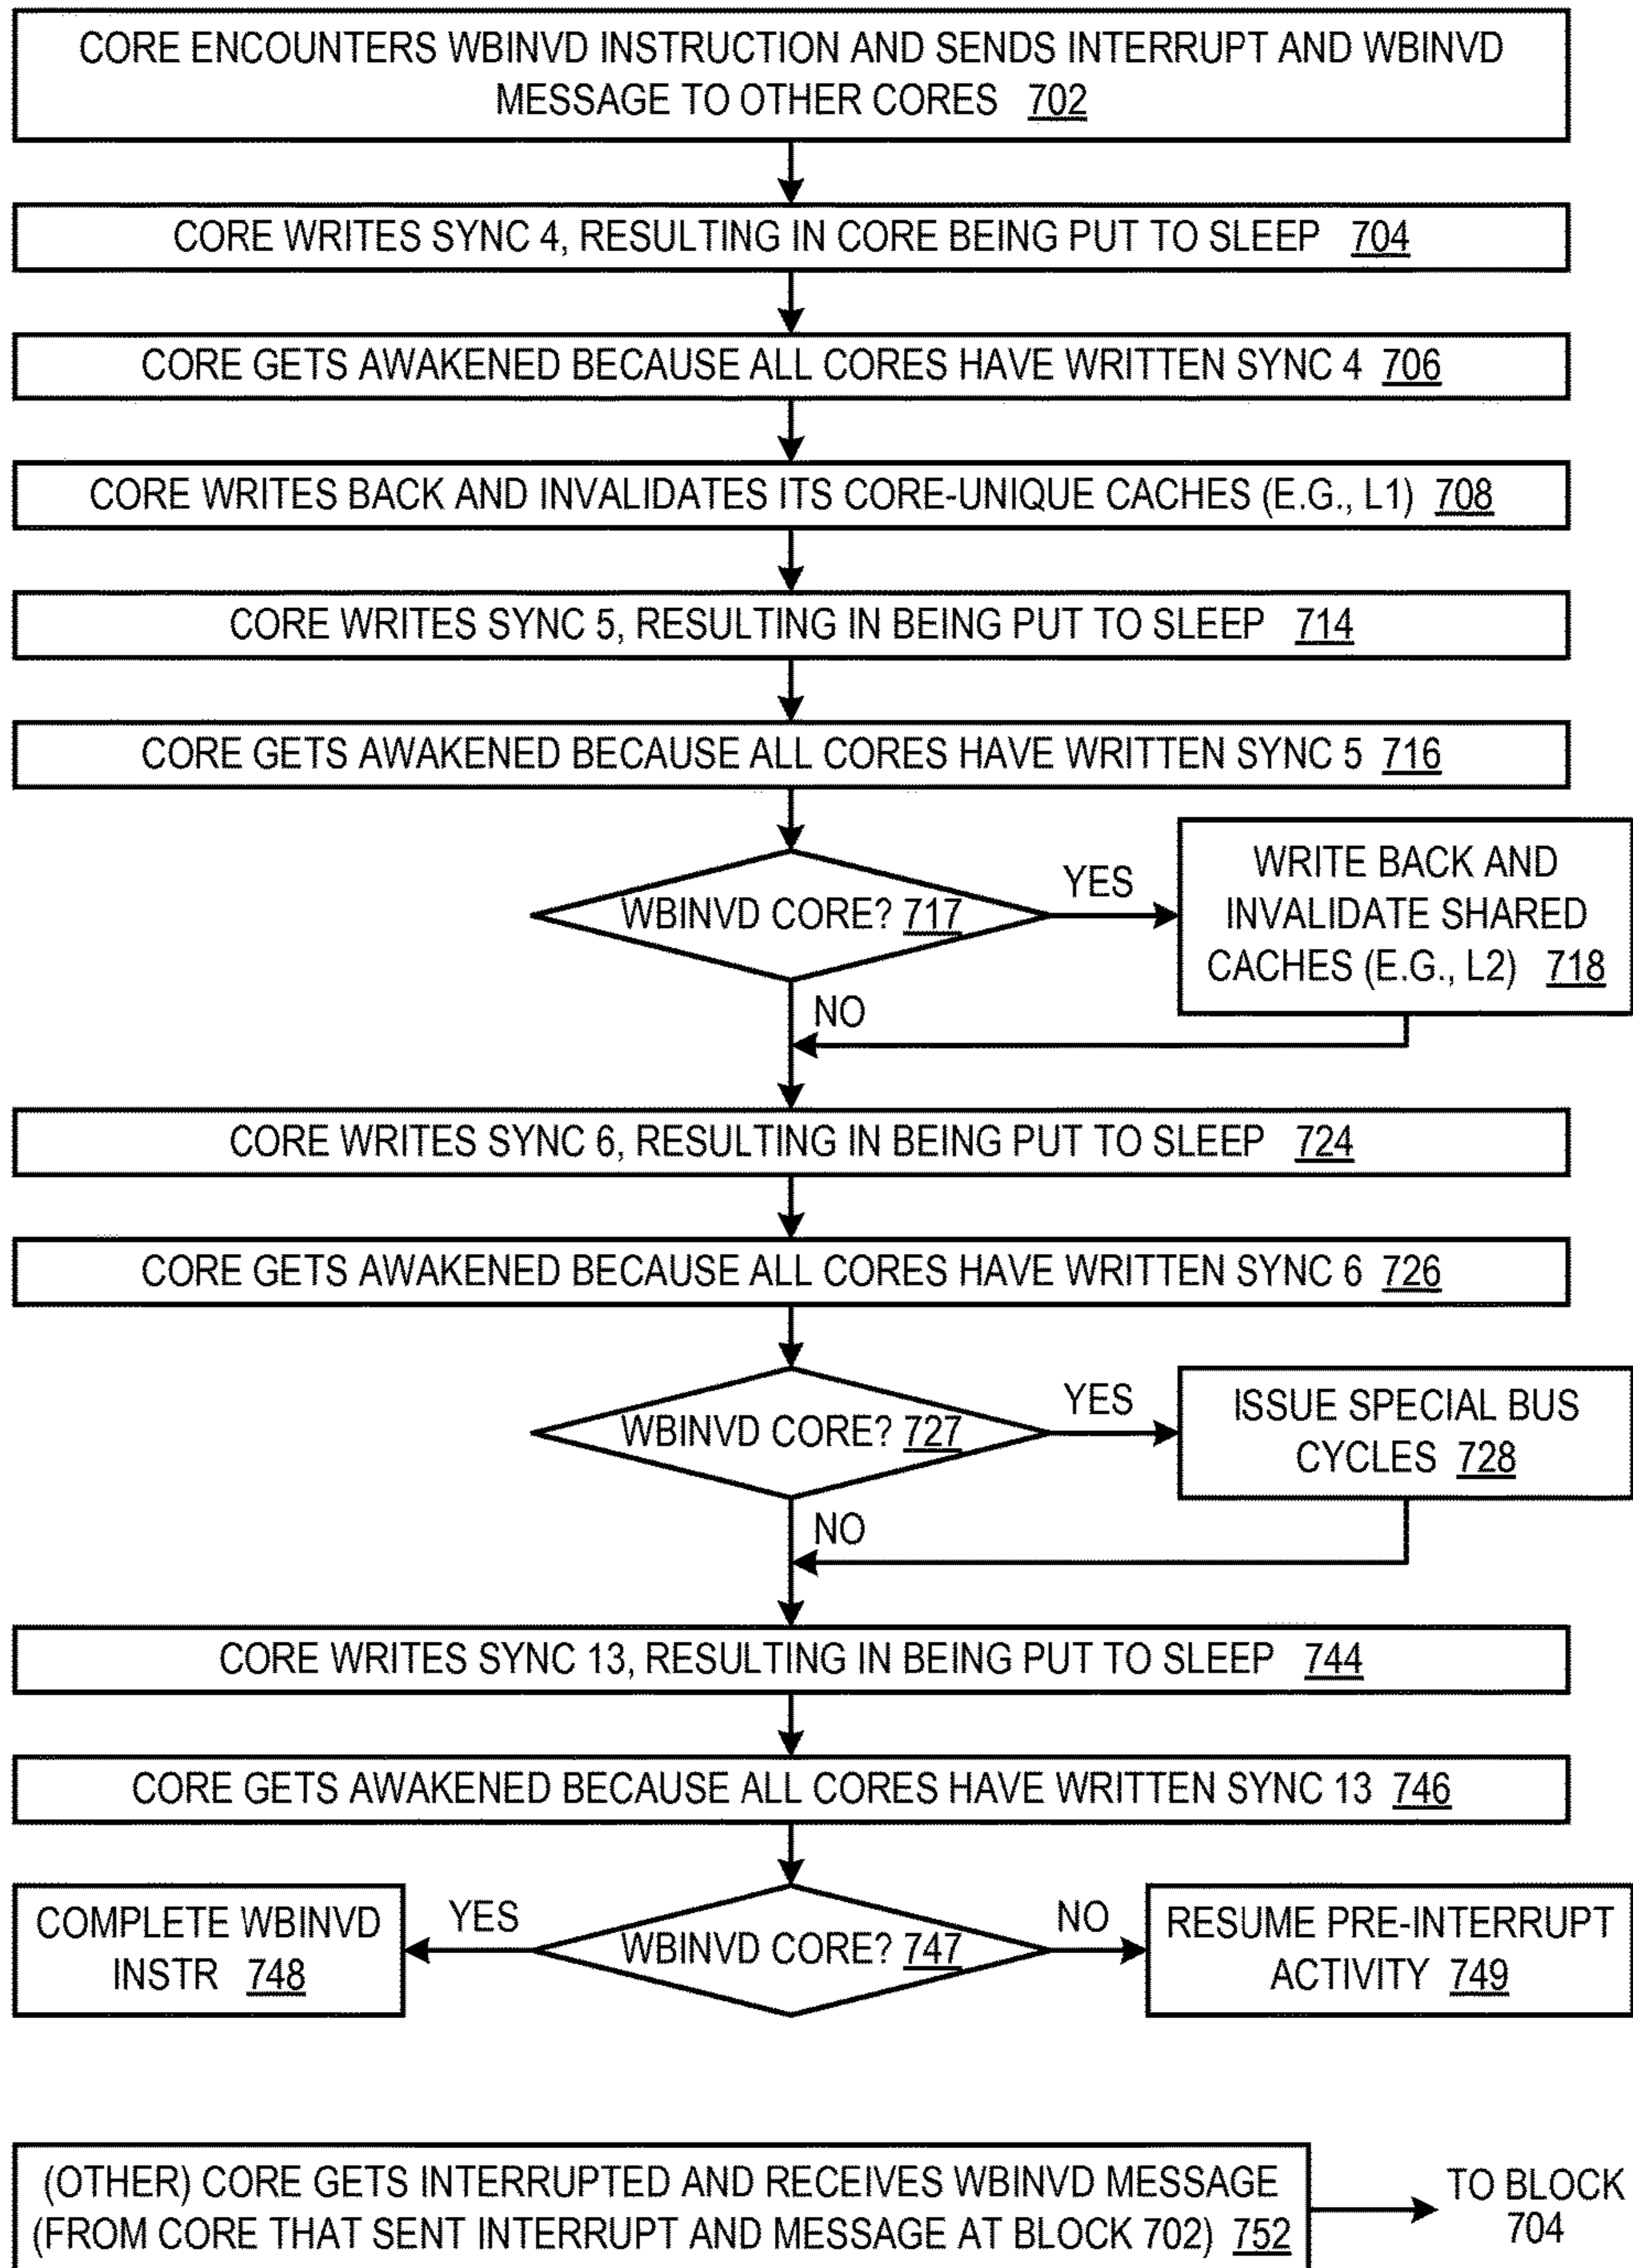 CORE ENCOUNTERS WBINVD INSTRUCTION AND SENDS INTERRUPT AND WBINVD
MESSAGE TO OTHER CORES 702
CORE WRITES SYNC 4, RESULTING IN CORE BEING PUT TO SLEEP 704
CORE GETS AWAKENED BECAUSE ALL CORES HAVE WRITTEN SYNC 4 706
CORE WRITES BACK AND INVALIDATES ITS CORE-UNIQUE CACHES (E.G., L1) 708
CORE WRITES SYNC 5, RESULTING IN BEING PUT TO SLEEP 714
CORE GETS AWAKENED BECAUSE ALL CORES HAVE WRITTEN SYNC 5 716
WBINVD CORE? 717
YES
WRITE BACK AND
INVALIDATE SHARED
CACHES (E.G., L2) 718
NO
CORE WRITES SYNC 6, RESULTING IN BEING PUT TO SLEEP 724
CORE GETS AWAKENED BECAUSE ALL CORES HAVE WRITTEN SYNC 6 726
WBINVD CORE? 727
YES
ISSUE SPECIAL BUS
CYCLES 728
NO
CORE WRITES SYNC 13, RESULTING IN BEING PUT TO SLEEP 744
CORE GETS AWAKENED BECAUSE ALL CORES HAVE WRITTEN SYNC 13 746
COMPLETE WBINVD
INSTR 748
YES
WBINVD CORE? 747
NO
RESUME PRE-INTERRUPT
ACTIVITY 749
(OTHER) CORE GETS INTERRUPTED AND RECEIVES WBINVD MESSAGE
(FROM CORE THAT SENT INTERRUPT AND MESSAGE AT BLOCK 702) 752
TO BLOCK
704